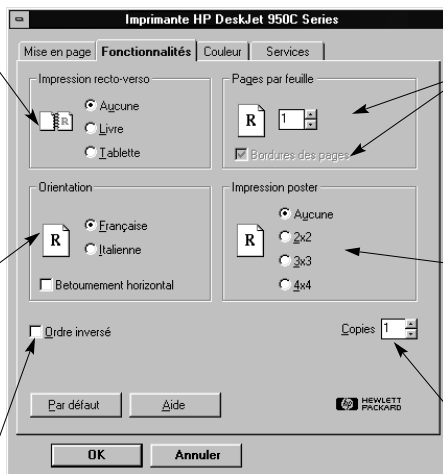 Imprimante HP DeskJet 950C Series
Mise en page Fonctionnalités Couleur Services
Impression recto-verso
R
Aucune
Livre
Tablette
Pages par feuille
R 1
Bordures des pages
Orientation
R
Française
Italienne
Betournement horizontal
Impression poster
R
Aucune
2x2
3x3
4x4
Ordre inversé
Copies 1
Par défaut Aide
hp HEWLETT PACKARD
OK Annuler